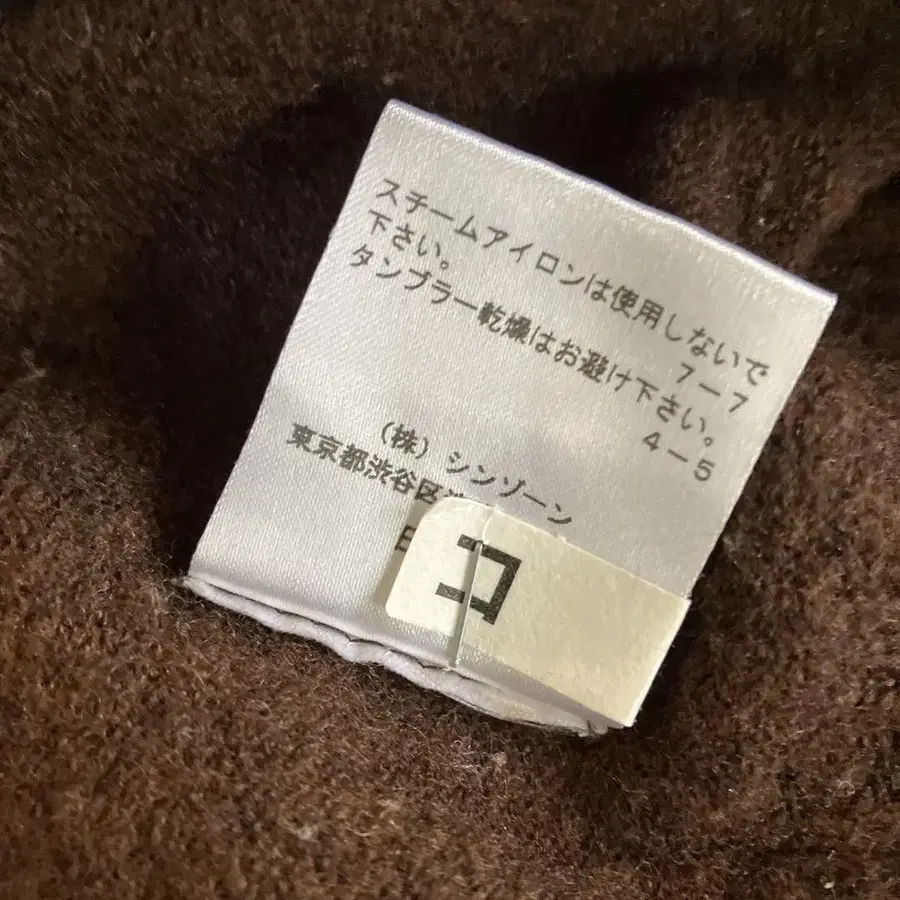 スチームアイロンは使用しないで
下さい。 7-7
タンブラー乾燥はお避け下さい。
4-5
(株) シンゾーン
東京都渋谷区
コ